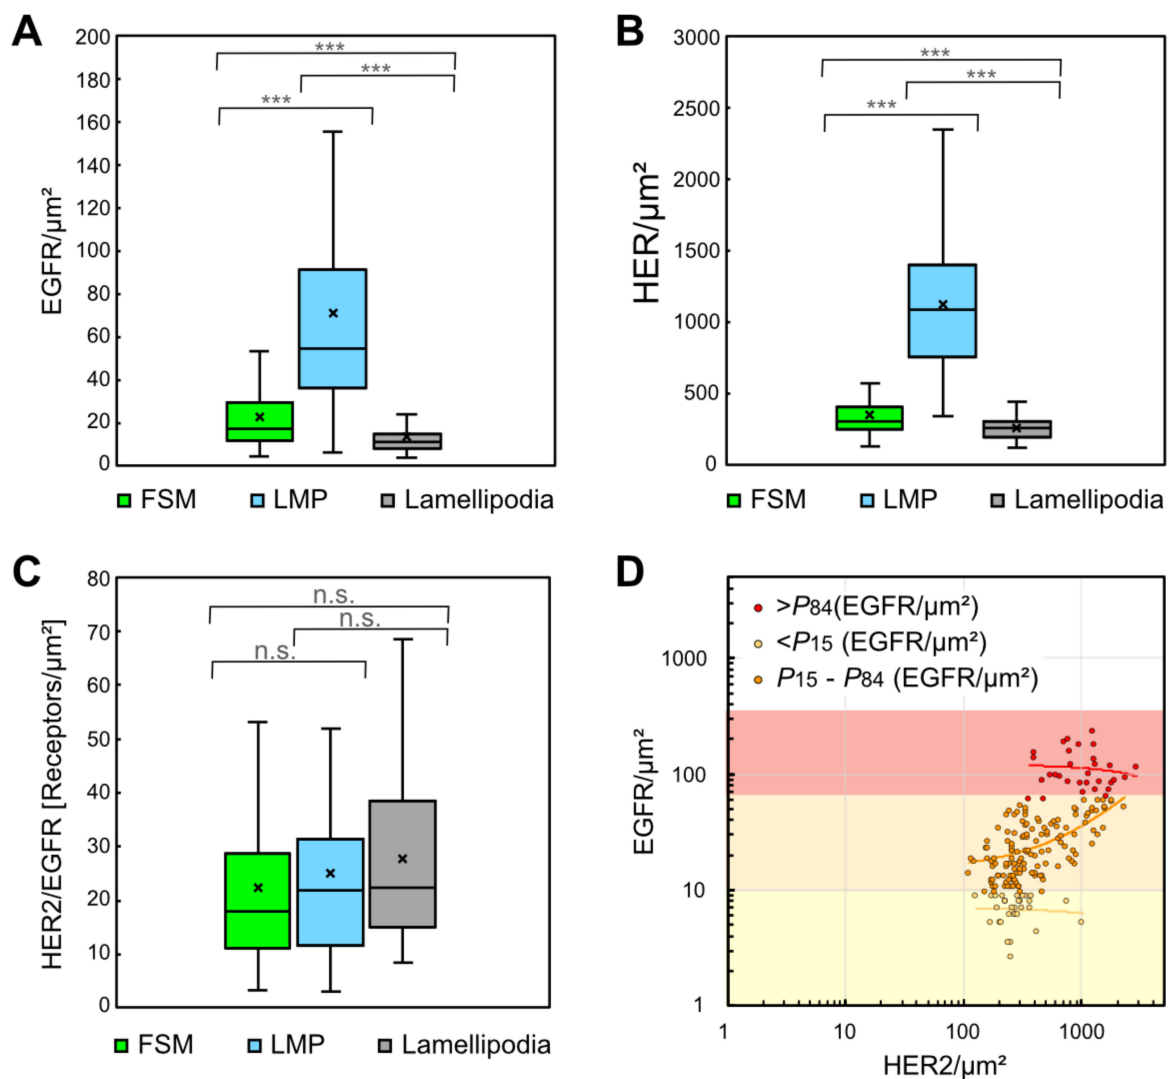 A
EGFR/μm²
200
180
160
140
120
100
80
60
40
20
0
***
***
***
FSM LMP Lamellipodia
B
HER/μm²
3000
2500
2000
1500
1000
500
0
***
***
***
FSM LMP Lamellipodia
C
HER2/EGFR [Receptors/μm²]
80
70
60
50
40
30
20
10
0
n.s.
n.s.
n.s.
FSM LMP Lamellipodia
D
EGFR/μm²
1000
100
10
1
>P84(EGFR/μm²)
<P15 (EGFR/μm²)
P15 - P84 (EGFR/μm²)
1 10 100 1000
HER2/μm²